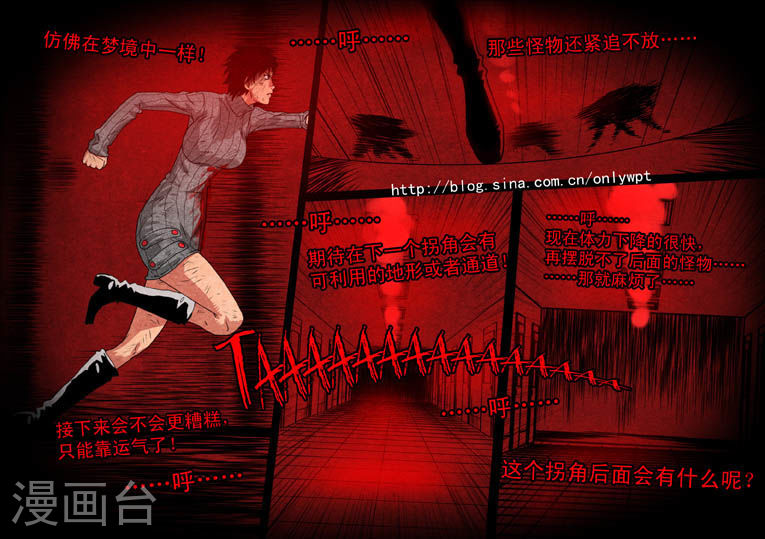 仿佛在梦境中一样！
……呼……
那些怪物还紧追不放……
http://blog.sina.com.cn/onlywpt
……呼……
期待在下一个拐角会有
可利用的地形或者通道！
……呼……
现在体力下降的很快，
再摆脱不了后面的怪物……
……那就麻烦了……
TAAAAAAAAAAAAAAAA
……呼……
接下来会不会更糟糕，
只能靠运气了！
……呼……
这个拐角后面会有什么呢？
漫画台